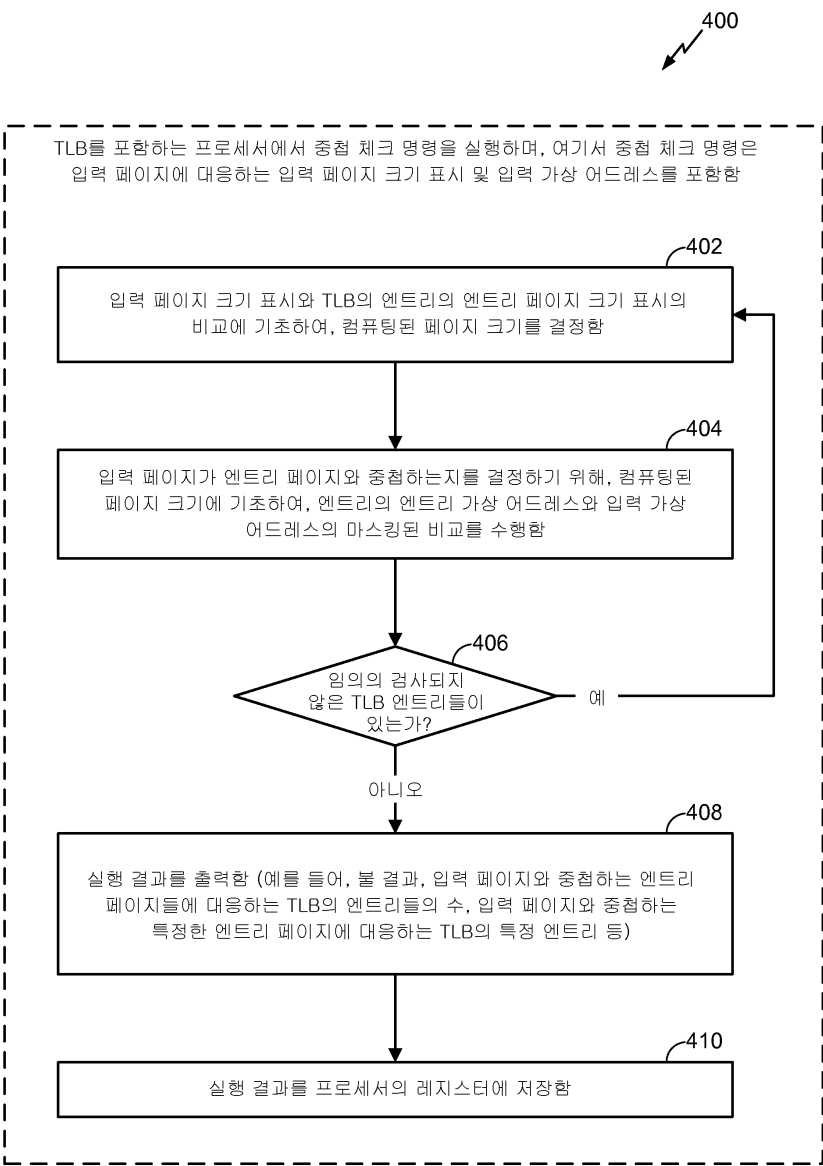 400
TLB를 포함하는 프로세서에서 중첩 체크 명령을 실행하며, 여기서 중첩 체크 명령은
입력 페이지에 대응하는 입력 페이지 크기 표시 및 입력 가상 어드레스를 포함함
402
입력 페이지 크기 표시와 TLB의 엔트리의 엔트리 페이지 크기 표시의
비교에 기초하여, 컴퓨팅된 페이지 크기를 결정함
404
입력 페이지가 엔트리 페이지와 중첩하는지를 결정하기 위해, 컴퓨팅된
페이지 크기에 기초하여, 엔트리의 엔트리 가상 어드레스와 입력 가상
어드레스의 마스킹된 비교를 수행함
406
임의의 검사되지
않은 TLB 엔트리들이
있는가?
예
아니오
408
실행 결과를 출력함 (예를 들어, 불 결과, 입력 페이지와 중첩하는 엔트리
페이지들에 대응하는 TLB의 엔트리들의 수, 입력 페이지와 중첩하는
특정한 엔트리 페이지에 대응하는 TLB의 특정 엔트리 등)
410
실행 결과를 프로세서의 레지스터에 저장함